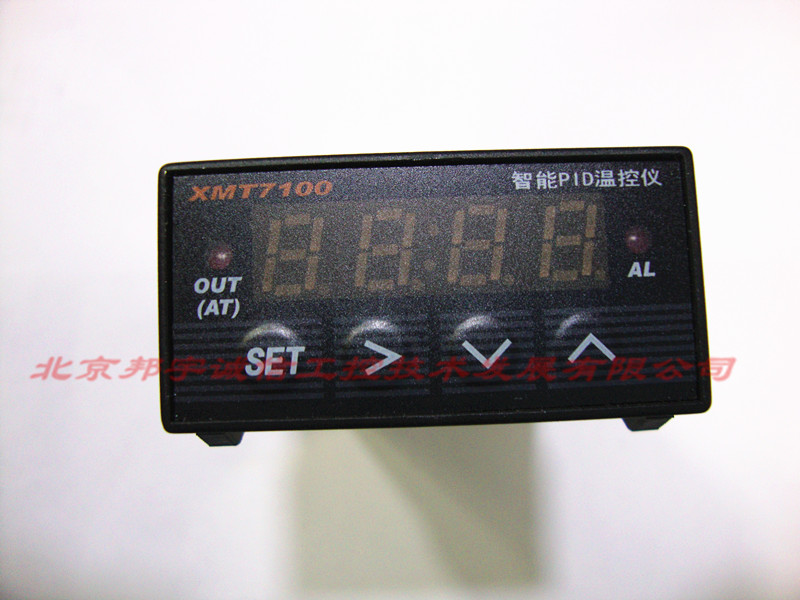 XMT7100
智能PID温控仪
OUT
(AT)
AL
SET > ∨ ∧
北京邦宇诚信工控技术发展有限公司